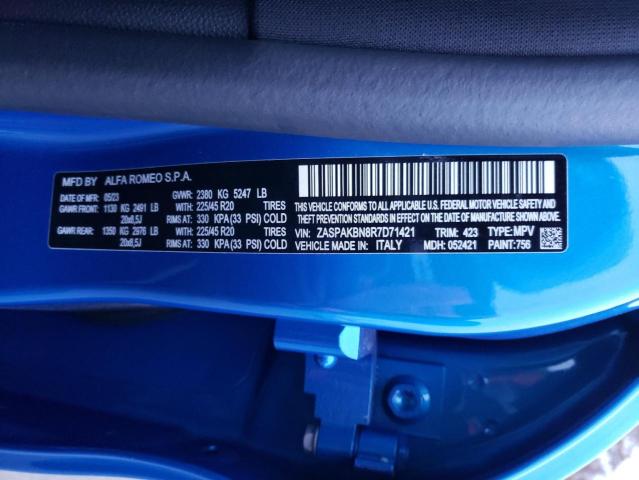 MFD BY ALFA ROMEO S.P.A.
DATE OF MFR: 05/23 GVWR: 2380 KG 5247 LB
GAWR FRONT: 1130 KG 2491 LB WITH: 225/45 R20 TIRES
20x8,5J AT/RS: 330 KPA (33 PSI) COLD
GAWR REAR: 1350 KG 2976 LB WITH: 225/45 R20 TIRES
20x8,5J AT/RS: 330 KPA (33 PSI) COLD
THIS VEHICLE CONFORMS TO ALL APPLICABLE U.S. FEDERAL MOTOR VEHICLE SAFETY AND
THEFT PREVENTION STANDARDS IN EFFECT ON THE DATE OF MANUFACTURE SHOWN ABOVE.
VIN: ZASPAKBN8R7D71421 TRIM: 423 TYPE: MPV
VEHICLE MADE IN: ITALY MDH: 052421 PAINT: 756